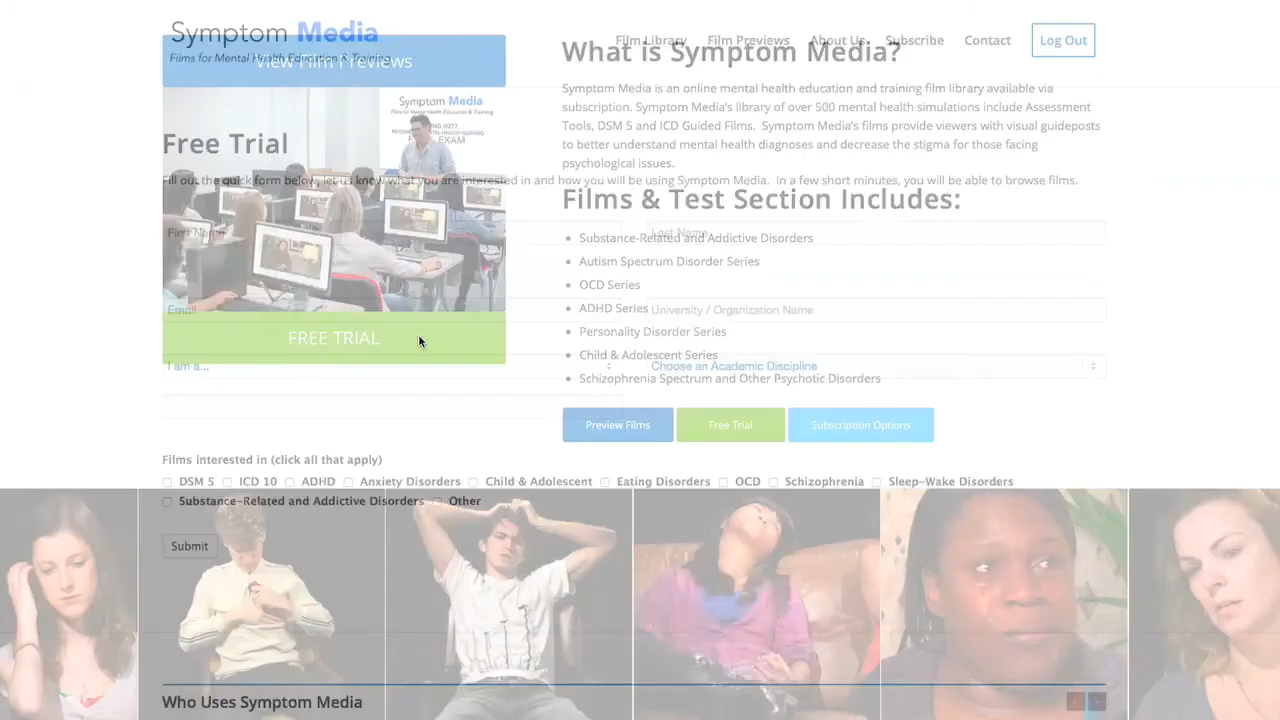 Symptom Media
Films for Mental Health Education & Training
Film Library
Film Previews
About Us
Subscribe
Contact
Log Out
View Film Previews
What is Symptom Media?
Symptom Media is an online mental health education and training film library available via
subscription. Symptom Media's library of over 500 mental health simulations include Assessment
Tools, DSM 5 and ICD Guided Films. Symptom Media's films provide viewers with visual guideposts
to better understand mental health diagnoses and decrease the stigma for those facing
psychological issues.
Symptom Media
Films for Mental Health Education & Training
EXAM
Free Trial
Fill out the quick form below, let us know what you are interested in and how you will be using Symptom Media. In a few short minutes, you will be able to browse films.
Films & Test Section Includes:
First Name
Last Name
Substance-Related and Addictive Disorders
Autism Spectrum Disorder Series
OCD Series
ADHD Series
Email
University / Organization Name
Personality Disorder Series
FREE TRIAL
Child & Adolescent Series
I am a...
Choose an Academic Discipline
Schizophrenia Spectrum and Other Psychotic Disorders
Preview Films
Free Trial
Subscription Options
Films interested in (click all that apply)
DSM 5 ICD 10 ADHD Anxiety Disorders Child & Adolescent Eating Disorders OCD Schizophrenia Sleep-Wake Disorders
Substance-Related and Addictive Disorders Other
Submit
Who Uses Symptom Media